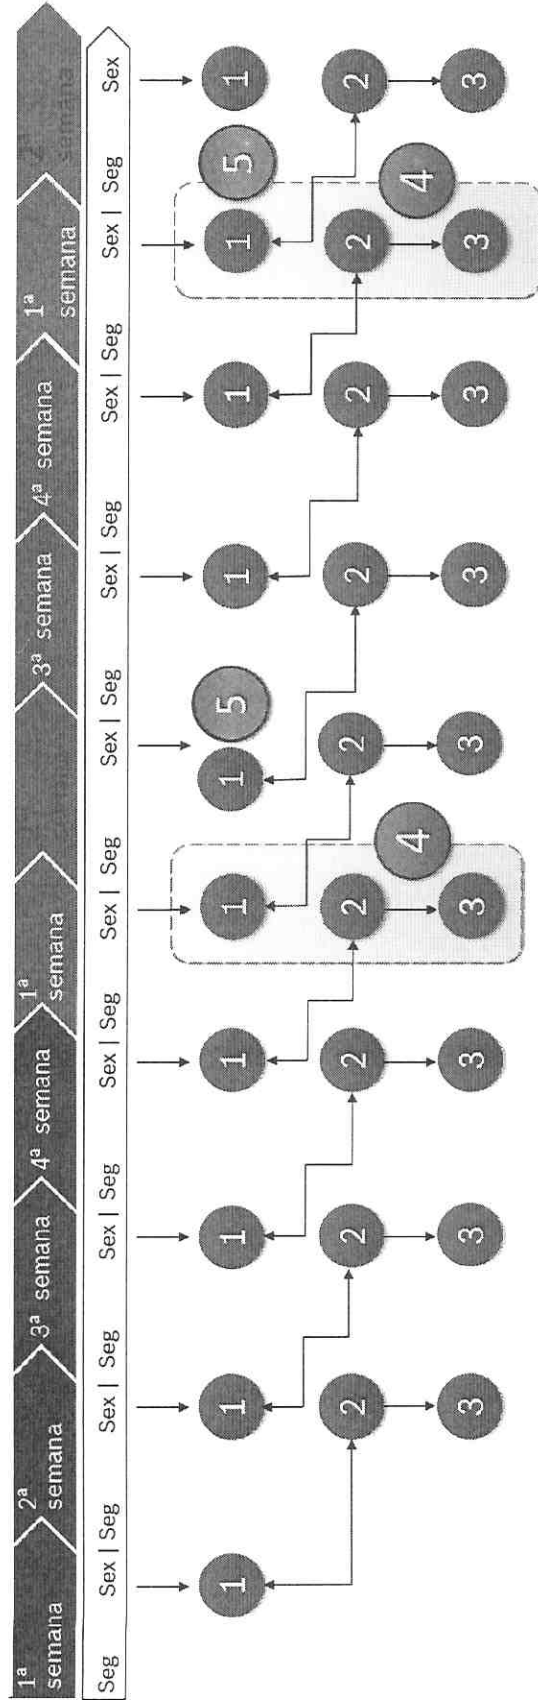 1ª
semana
2ª
semana
3ª semana
4ª semana
1ª
semana
3ª semana
4ª semana
1ª
semana
2ª
semana
Seg Sex | Seg Sex | Seg Sex | Seg Sex | Seg Sex | Seg Sex | Seg Sex | Seg Sex | Seg Sex | Seg Sex
1 1 1 1 1 1 5 1 1 1 5 1
2 2 2 2 2 2 2 2 2
4 4
3 3 3 3 3 3 3 3 3